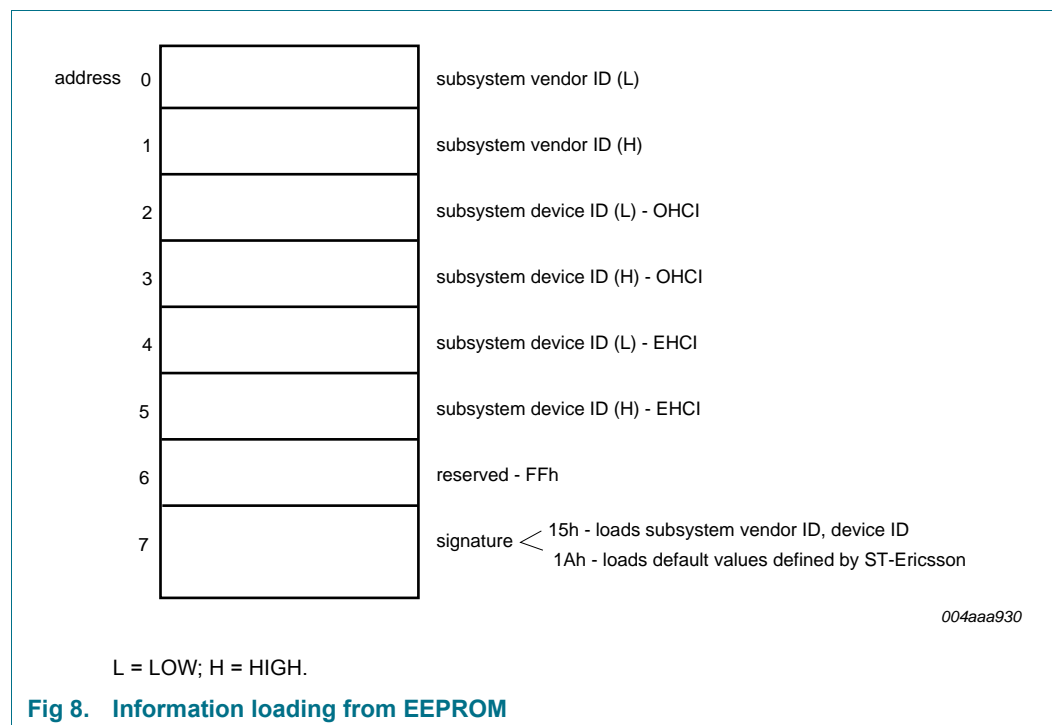 address 0 subsystem vendor ID (L)
1 subsystem vendor ID (H)
2 subsystem device ID (L) - OHCI
3 subsystem device ID (H) - OHCI
4 subsystem device ID (L) - EHCI
5 subsystem device ID (H) - EHCI
6 reserved - FFh
15h - loads subsystem vendor ID, device ID
7 signature
1Ah - loads default values defined by ST-Ericsson
004aaa930
L = LOW; H = HIGH.
Fig 8. Information loading from EEPROM